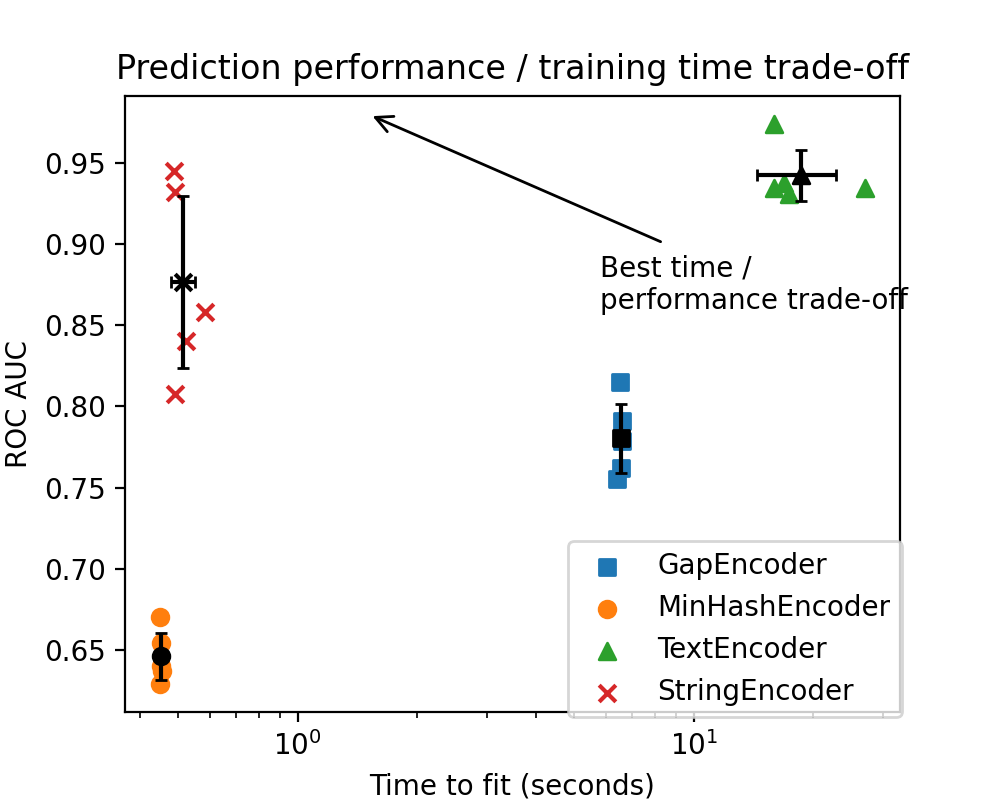 Prediction performance / training time trade-off
0.95
0.90
0.85
0.80
0.75
0.70
0.65
ROC AUC
Best time /
performance trade-off
GapEncoder
MinHashEncoder
TextEncoder
StringEncoder
10⁰
10¹
Time to fit (seconds)